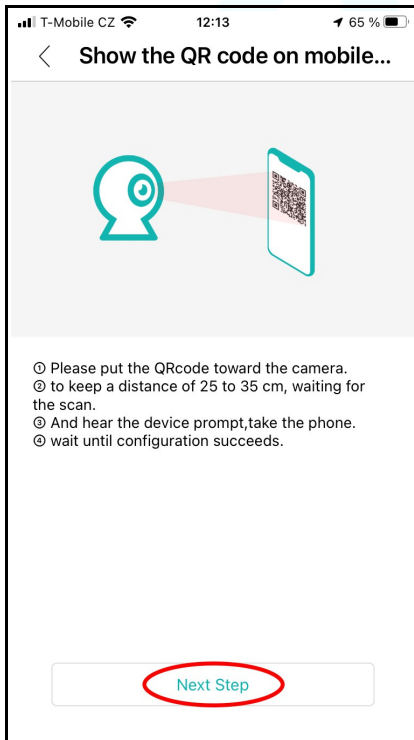 T-Mobile CZ 12:13 65 %
Show the QR code on mobile...
① Please put the QRcode toward the camera.
② to keep a distance of 25 to 35 cm, waiting for
the scan.
③ And hear the device prompt,take the phone.
④ wait until configuration succeeds.
Next Step